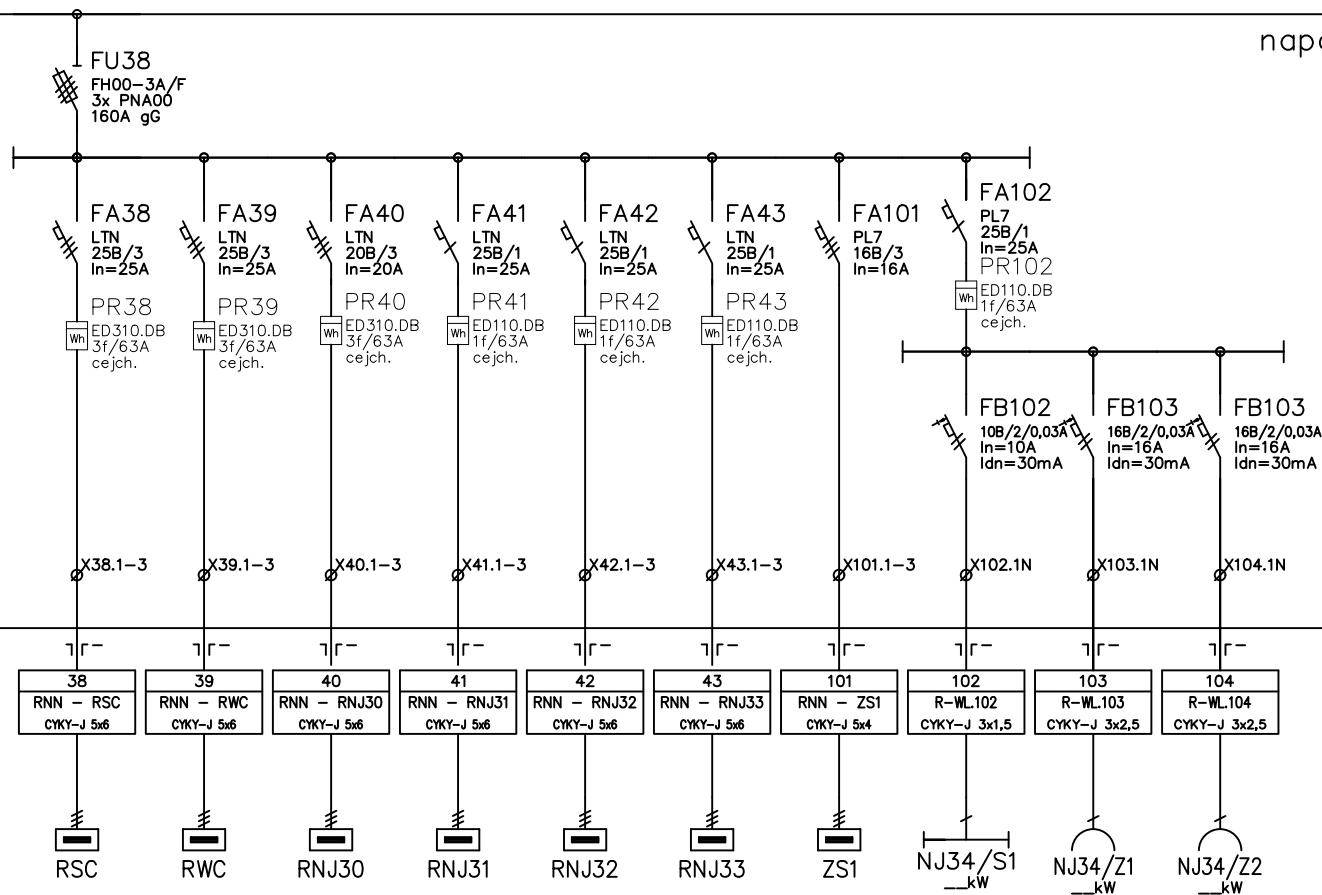 napo
FU38
FH00-3A/F
3x PNA00
160A gG
FA38
LTN
25B/3
In=25A
FA39
LTN
25B/3
In=25A
FA40
LTN
20B/3
In=20A
FA41
LTN
25B/1
In=25A
FA42
LTN
25B/1
In=25A
FA43
LTN
25B/1
In=25A
FA101
PL7
16B/3
In=16A
FA102
PL7
25B/1
In=25A
PR38
Wh
ED310.DB
3f/63A
cejch.
PR39
Wh
ED310.DB
3f/63A
cejch.
PR40
Wh
ED310.DB
3f/63A
cejch.
PR41
Wh
ED110.DB
1f/63A
cejch.
PR42
Wh
ED110.DB
1f/63A
cejch.
PR43
Wh
ED110.DB
1f/63A
cejch.
PR102
Wh
ED110.DB
1f/63A
cejch.
FB102
10B/2/0,03A
In=10A
Idn=30mA
FB103
16B/2/0,03A
In=16A
Idn=30mA
FB103
16B/2/0,03A
In=16A
Idn=30mA
X38.1-3
X39.1-3
X40.1-3
X41.1-3
X42.1-3
X43.1-3
X101.1-3
X102.1N
X103.1N
X104.1N
38
RNN - RSC
CYKY-J 5x6
39
RNN - RWC
CYKY-J 5x6
40
RNN - RNJ30
CYKY-J 5x6
41
RNN - RNJ31
CYKY-J 5x6
42
RNN - RNJ32
CYKY-J 5x6
43
RNN - RNJ33
CYKY-J 5x6
101
RNN - ZS1
CYKY-J 5x4
102
R-WL.102
CYKY-J 3x1,5
103
R-WL.103
CYKY-J 3x2,5
104
R-WL.104
CYKY-J 3x2,5
RSC
RWC
RNJ30
RNJ31
RNJ32
RNJ33
ZS1
NJ34/S1
__kW
NJ34/Z1
__kW
NJ34/Z2
__kW